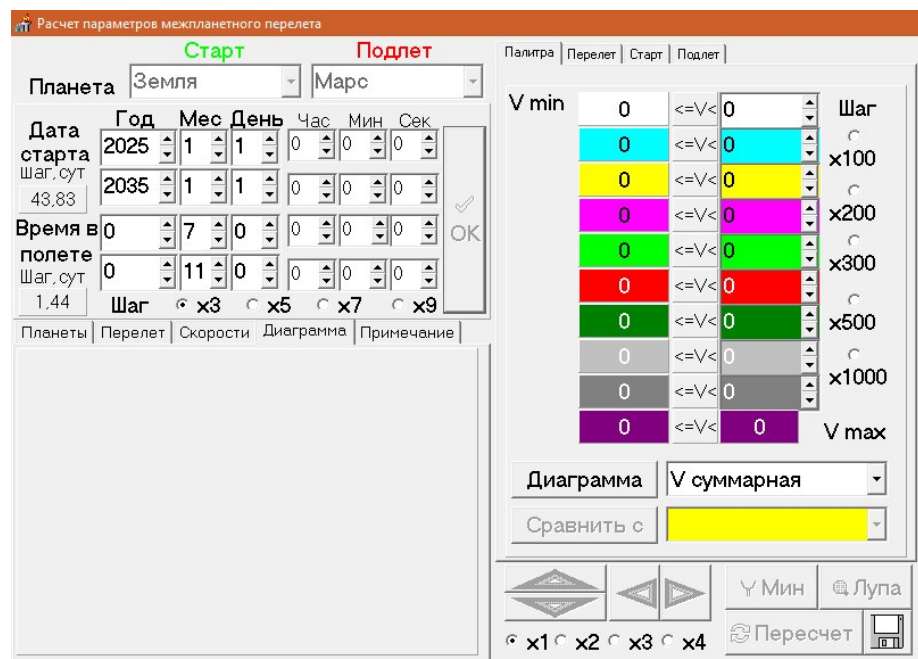 Расчет параметров межпланетного перелета
Старт Подлет
Планета Земля Марс
Год Мес День Час Мин Сек
Дата старта 2025 1 1 0 0 0
Шаг, сут
43,83 2035 1 1 0 0 0
Время в полете 0 7 0 0 0 0
OK
Шаг, сут 0 11 0 0 0 0
1,44 Шаг x3 x5 x7 x9
Планеты Перелет Скорости Диаграмма Примечание
Палитра Перелет Старт Подлет
V min 0 <=V< 0 Шаг
0 <=V< 0 x100
0 <=V< 0
0 <=V< 0 x200
0 <=V< 0 x300
0 <=V< 0
0 <=V< 0 x500
0 <=V< 0
0 <=V< 0 x1000
0 <=V< 0 V max
Диаграмма V суммарная
Сравнить с
Мин Лупа
Пересчет
x1 x2 x3 x4